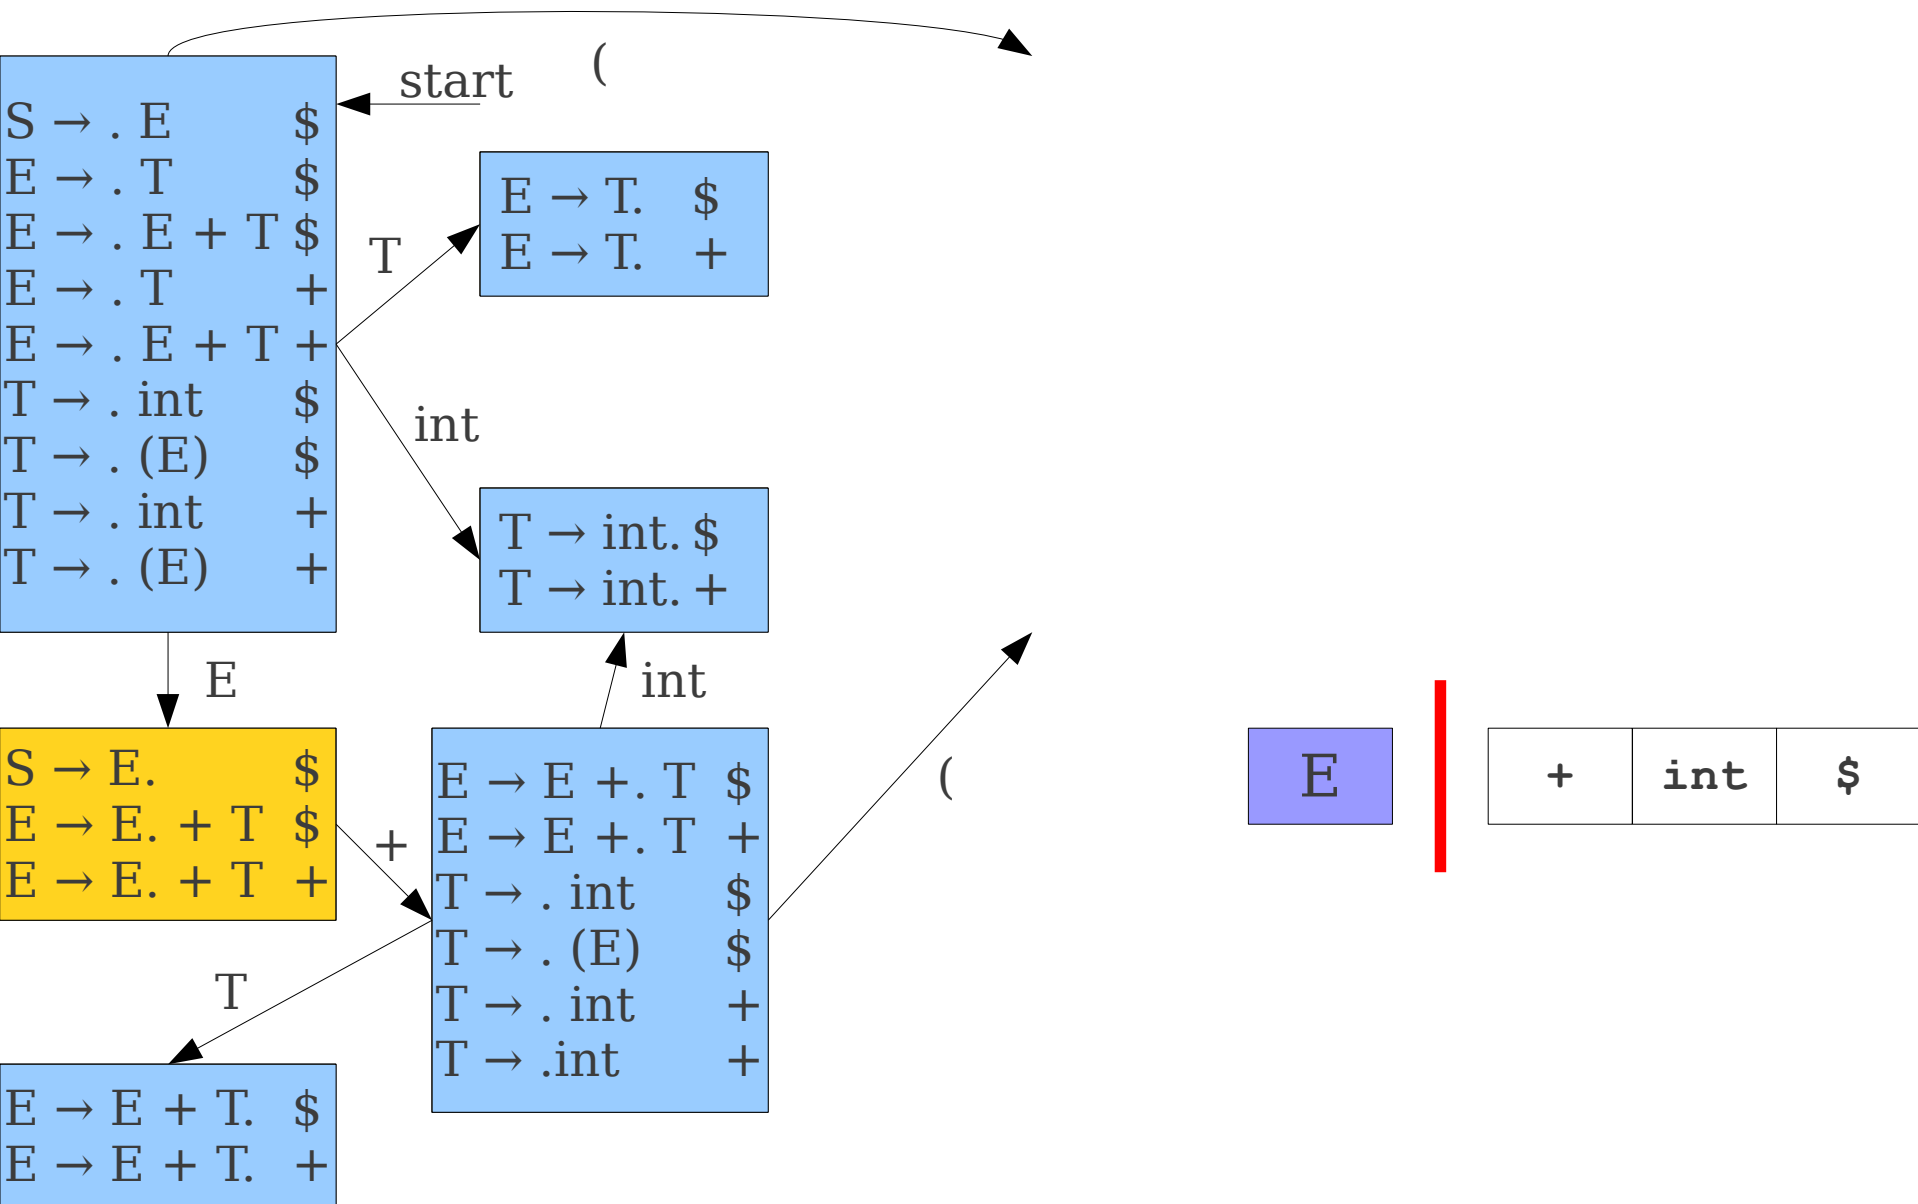 (
start
S → . E $
E → . T $
E → . E + T $
E → . T +
E → . E + T +
T → . int $
T → . (E) $
T → . int +
T → . (E) +
T
E → T. $
E → T. +
int
T → int. $
T → int. +
E
int
S → E. $
E → E. + T $
E → E. + T +
+
E → E +. T $
E → E +. T +
T → . int $
T → . (E) $
T → . int +
T → .int +
(
E
+ int $
T
E → E + T. $
E → E + T. +